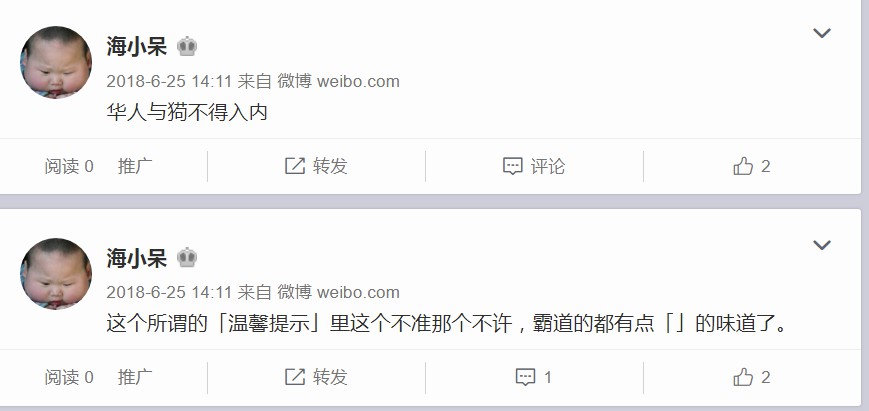 海小呆
2018-6-25 14:11 来自 微博 weibo.com
华人与狗不得入内
阅读 0 推广 转发 评论 2
海小呆
2018-6-25 14:11 来自 微博 weibo.com
这个所谓的「温馨提示」里这个不准那个不许，霸道的都有点「」的味道了。
阅读 0 推广 转发 1 2